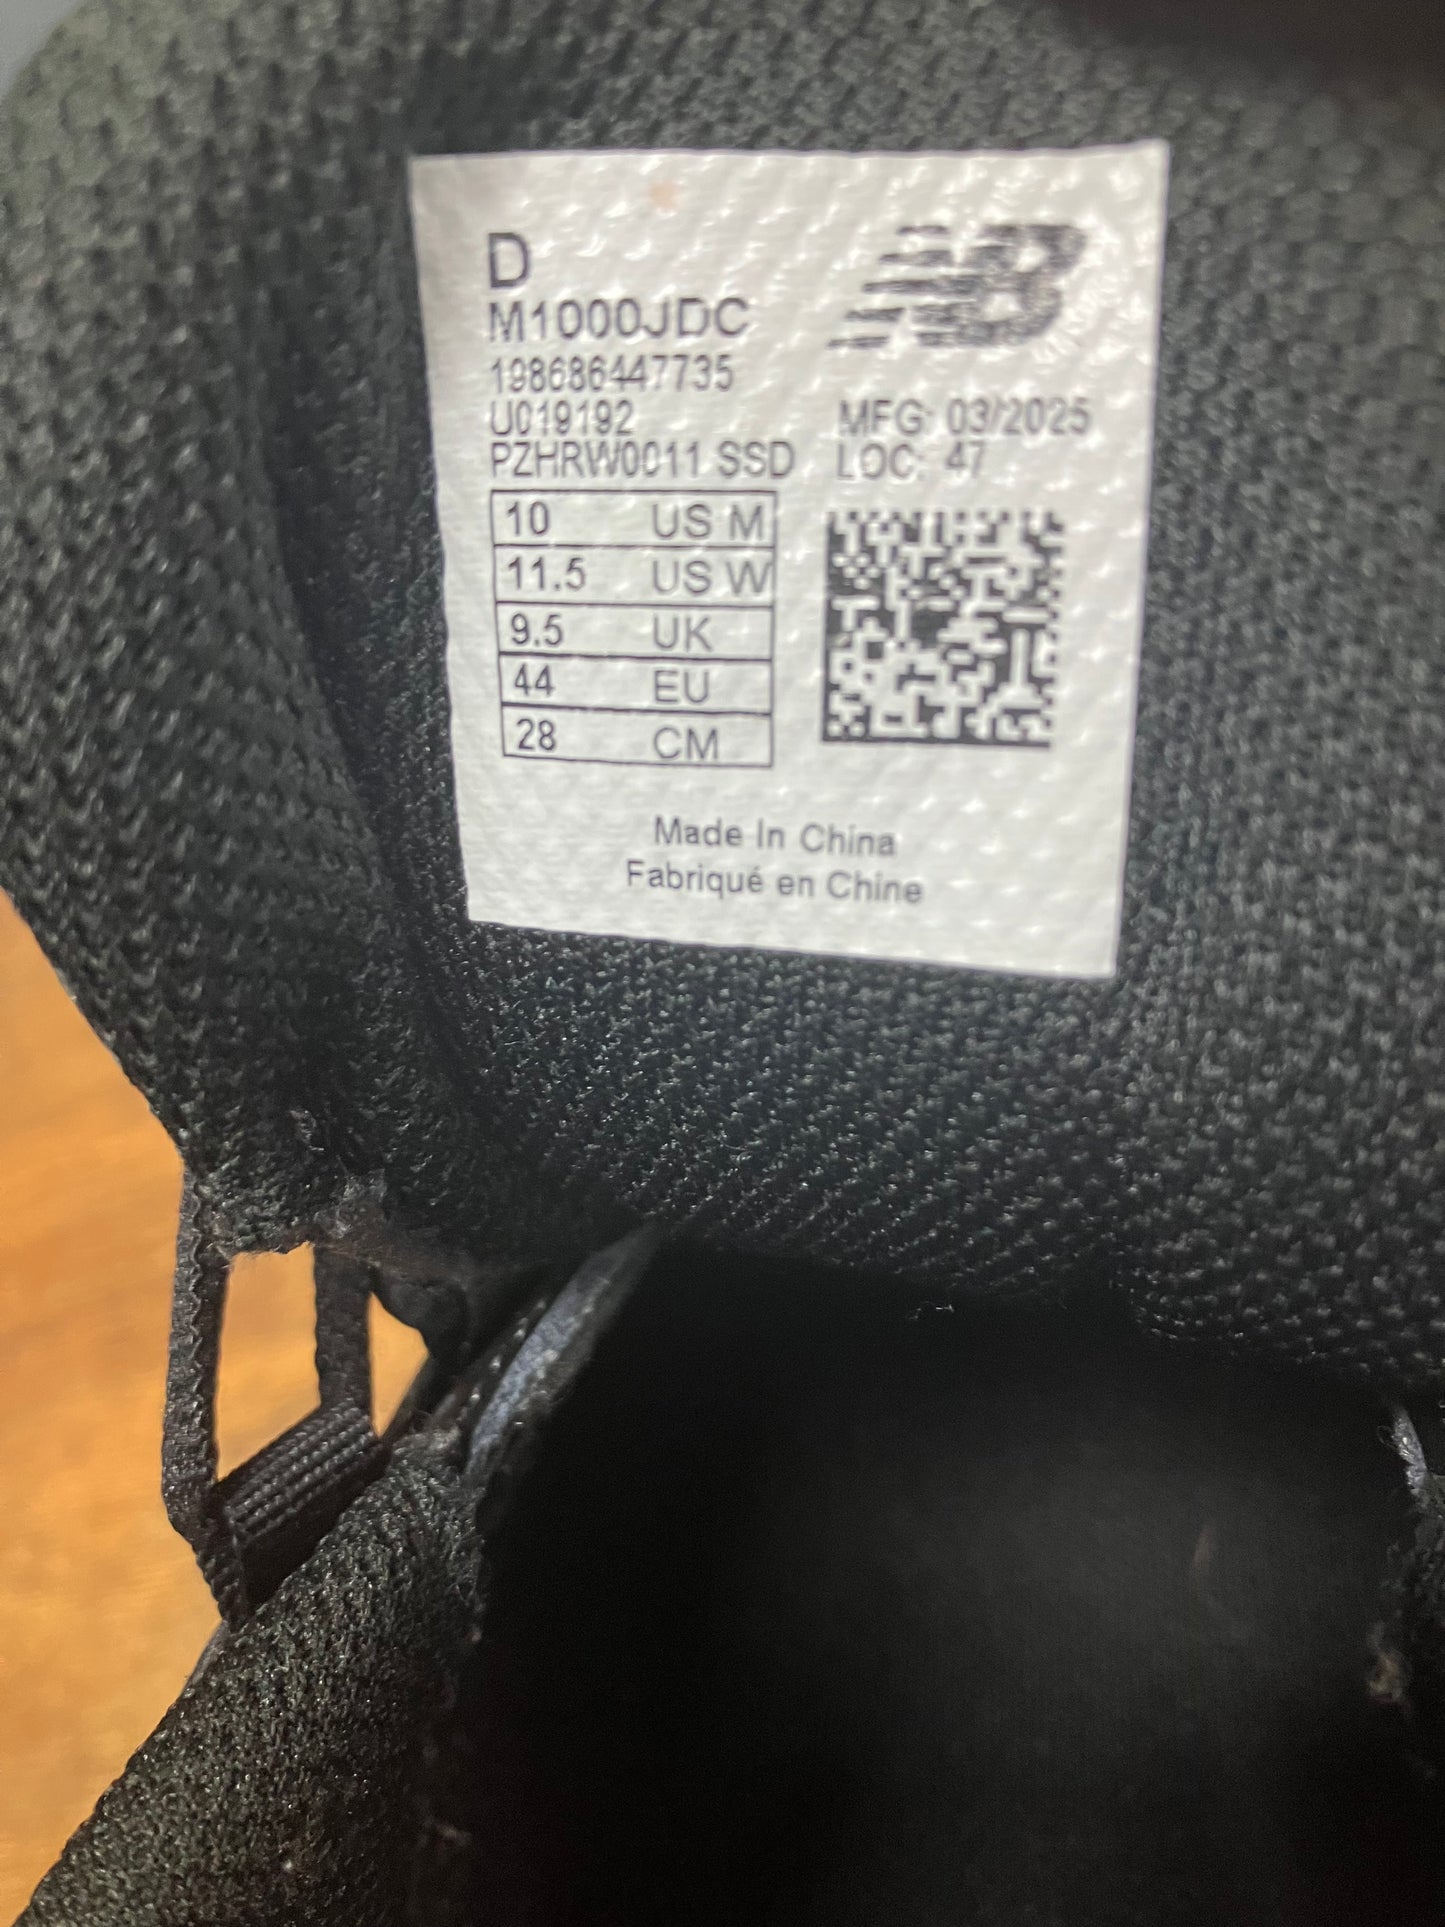 D
M1000JDC
198686447735
U019192
PZHRW0011 SSD
NB
MFG: 03/2025
LOC: 47
10 US M
11.5 US W
9.5 UK
44 EU
28 CM
Made In China
Fabriqué en Chine